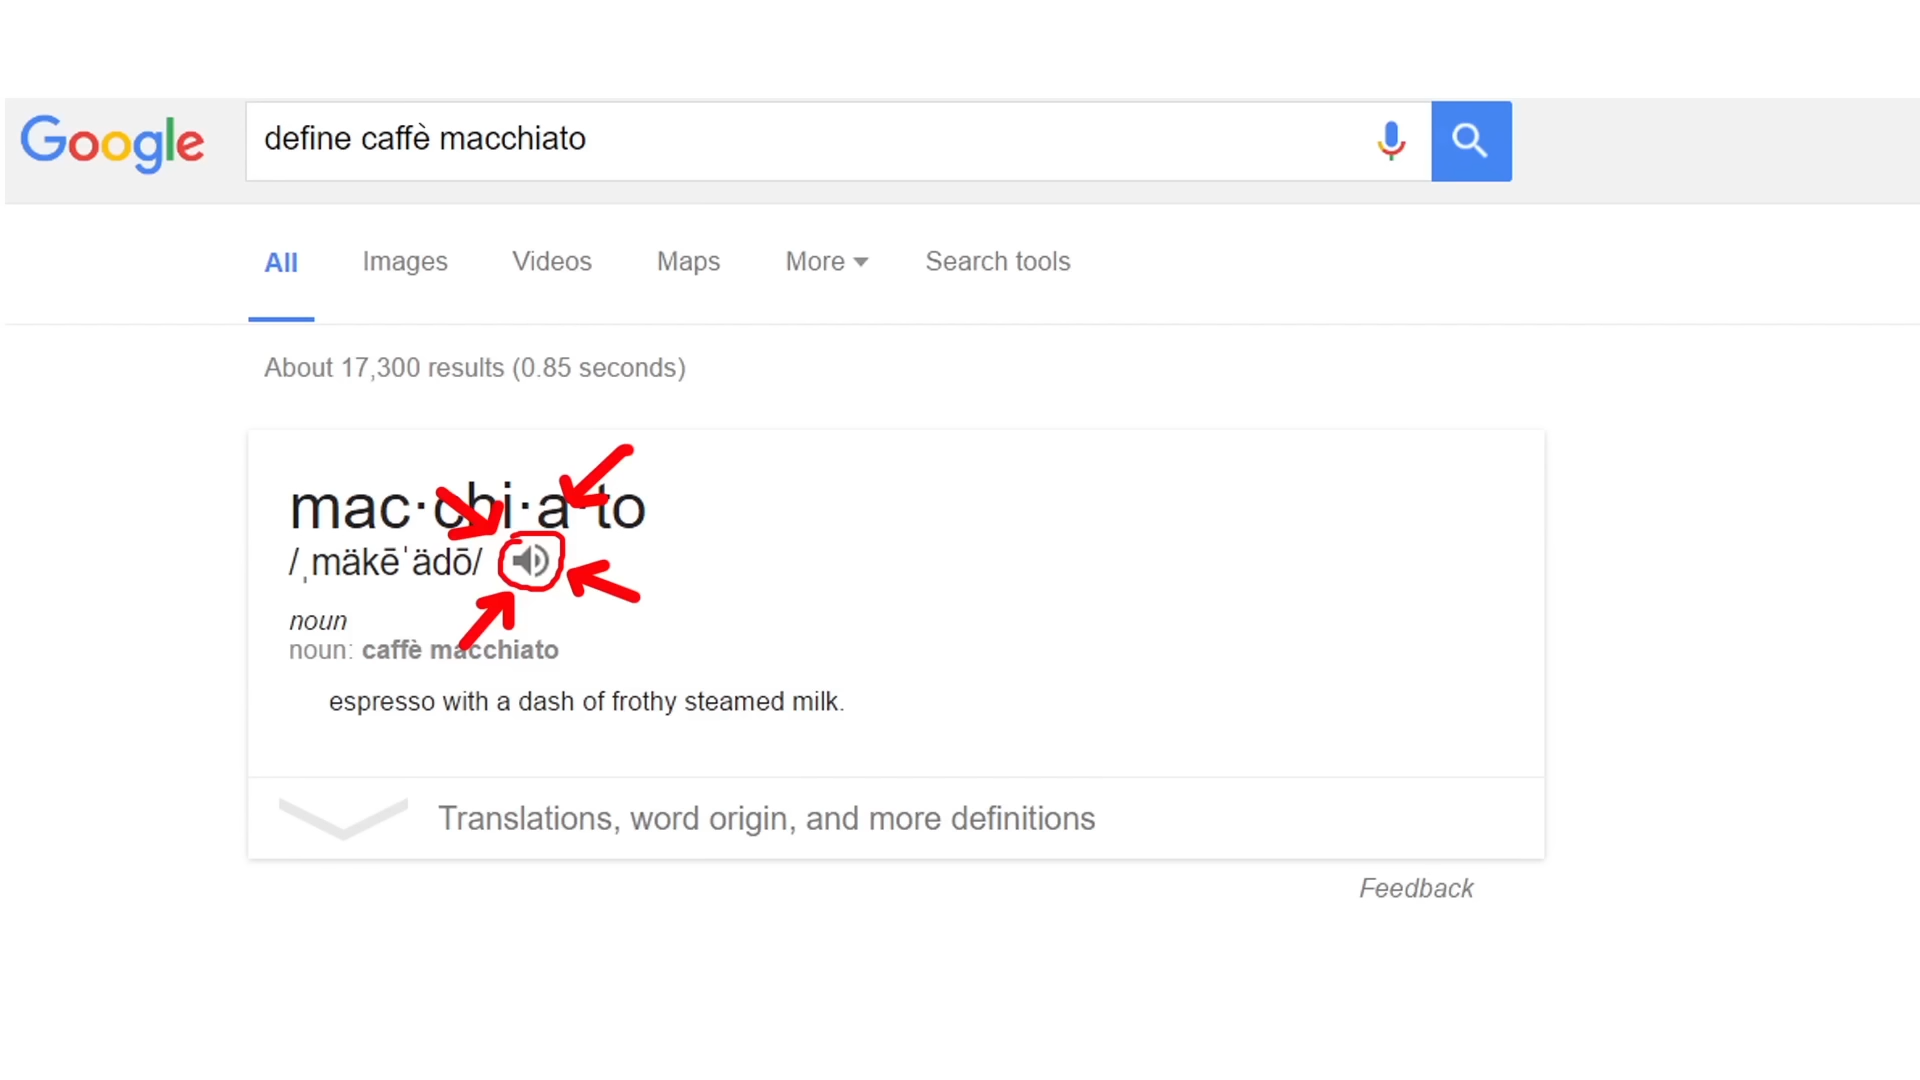 Google
define caffè macchiato
All Images Videos Maps More Search tools
About 17,300 results (0.85 seconds)
mac·chi·a·to
/ˌmäkēˈädō/
noun
noun: caffè macchiato
espresso with a dash of frothy steamed milk.
Translations, word origin, and more definitions
Feedback